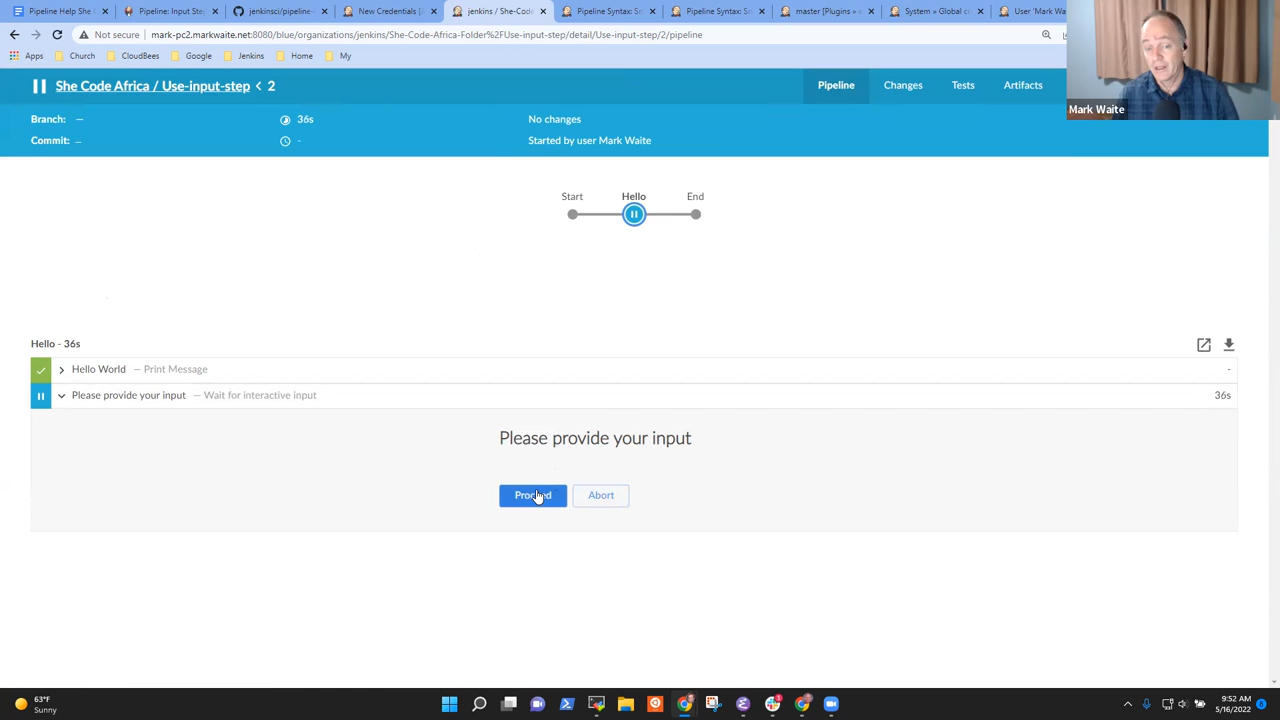 Pipeline Help She
Pipeline: Input Step
jenkinsci/pipeline-
New Credentials [J
jenkins / She-Code
Pipeline Syntax: Sn
Pipeline Syntax: Sn
master [Plugins »
System » Global c
User 'Mark W
Not secure
mark-pc2.markwaite.net:8080/blue/organizations/jenkins/She-Code-Africa-Folder%2FUse-input-step/detail/Use-input-step/2/pipeline
Apps
Church
CloudBees
Google
Jenkins
Home
My
She Code Africa / Use-input-step < 2
Pipeline
Changes
Tests
Artifacts
Mark Waite
Branch: —
36s
No changes
Commit: —
-
Started by user Mark Waite
Start
Hello
End
Hello - 36s
Hello World — Print Message
-
Please provide your input — Wait for interactive input
36s
Please provide your input
Proceed
Abort
63°F
Sunny
9:52 AM
5/16/2022